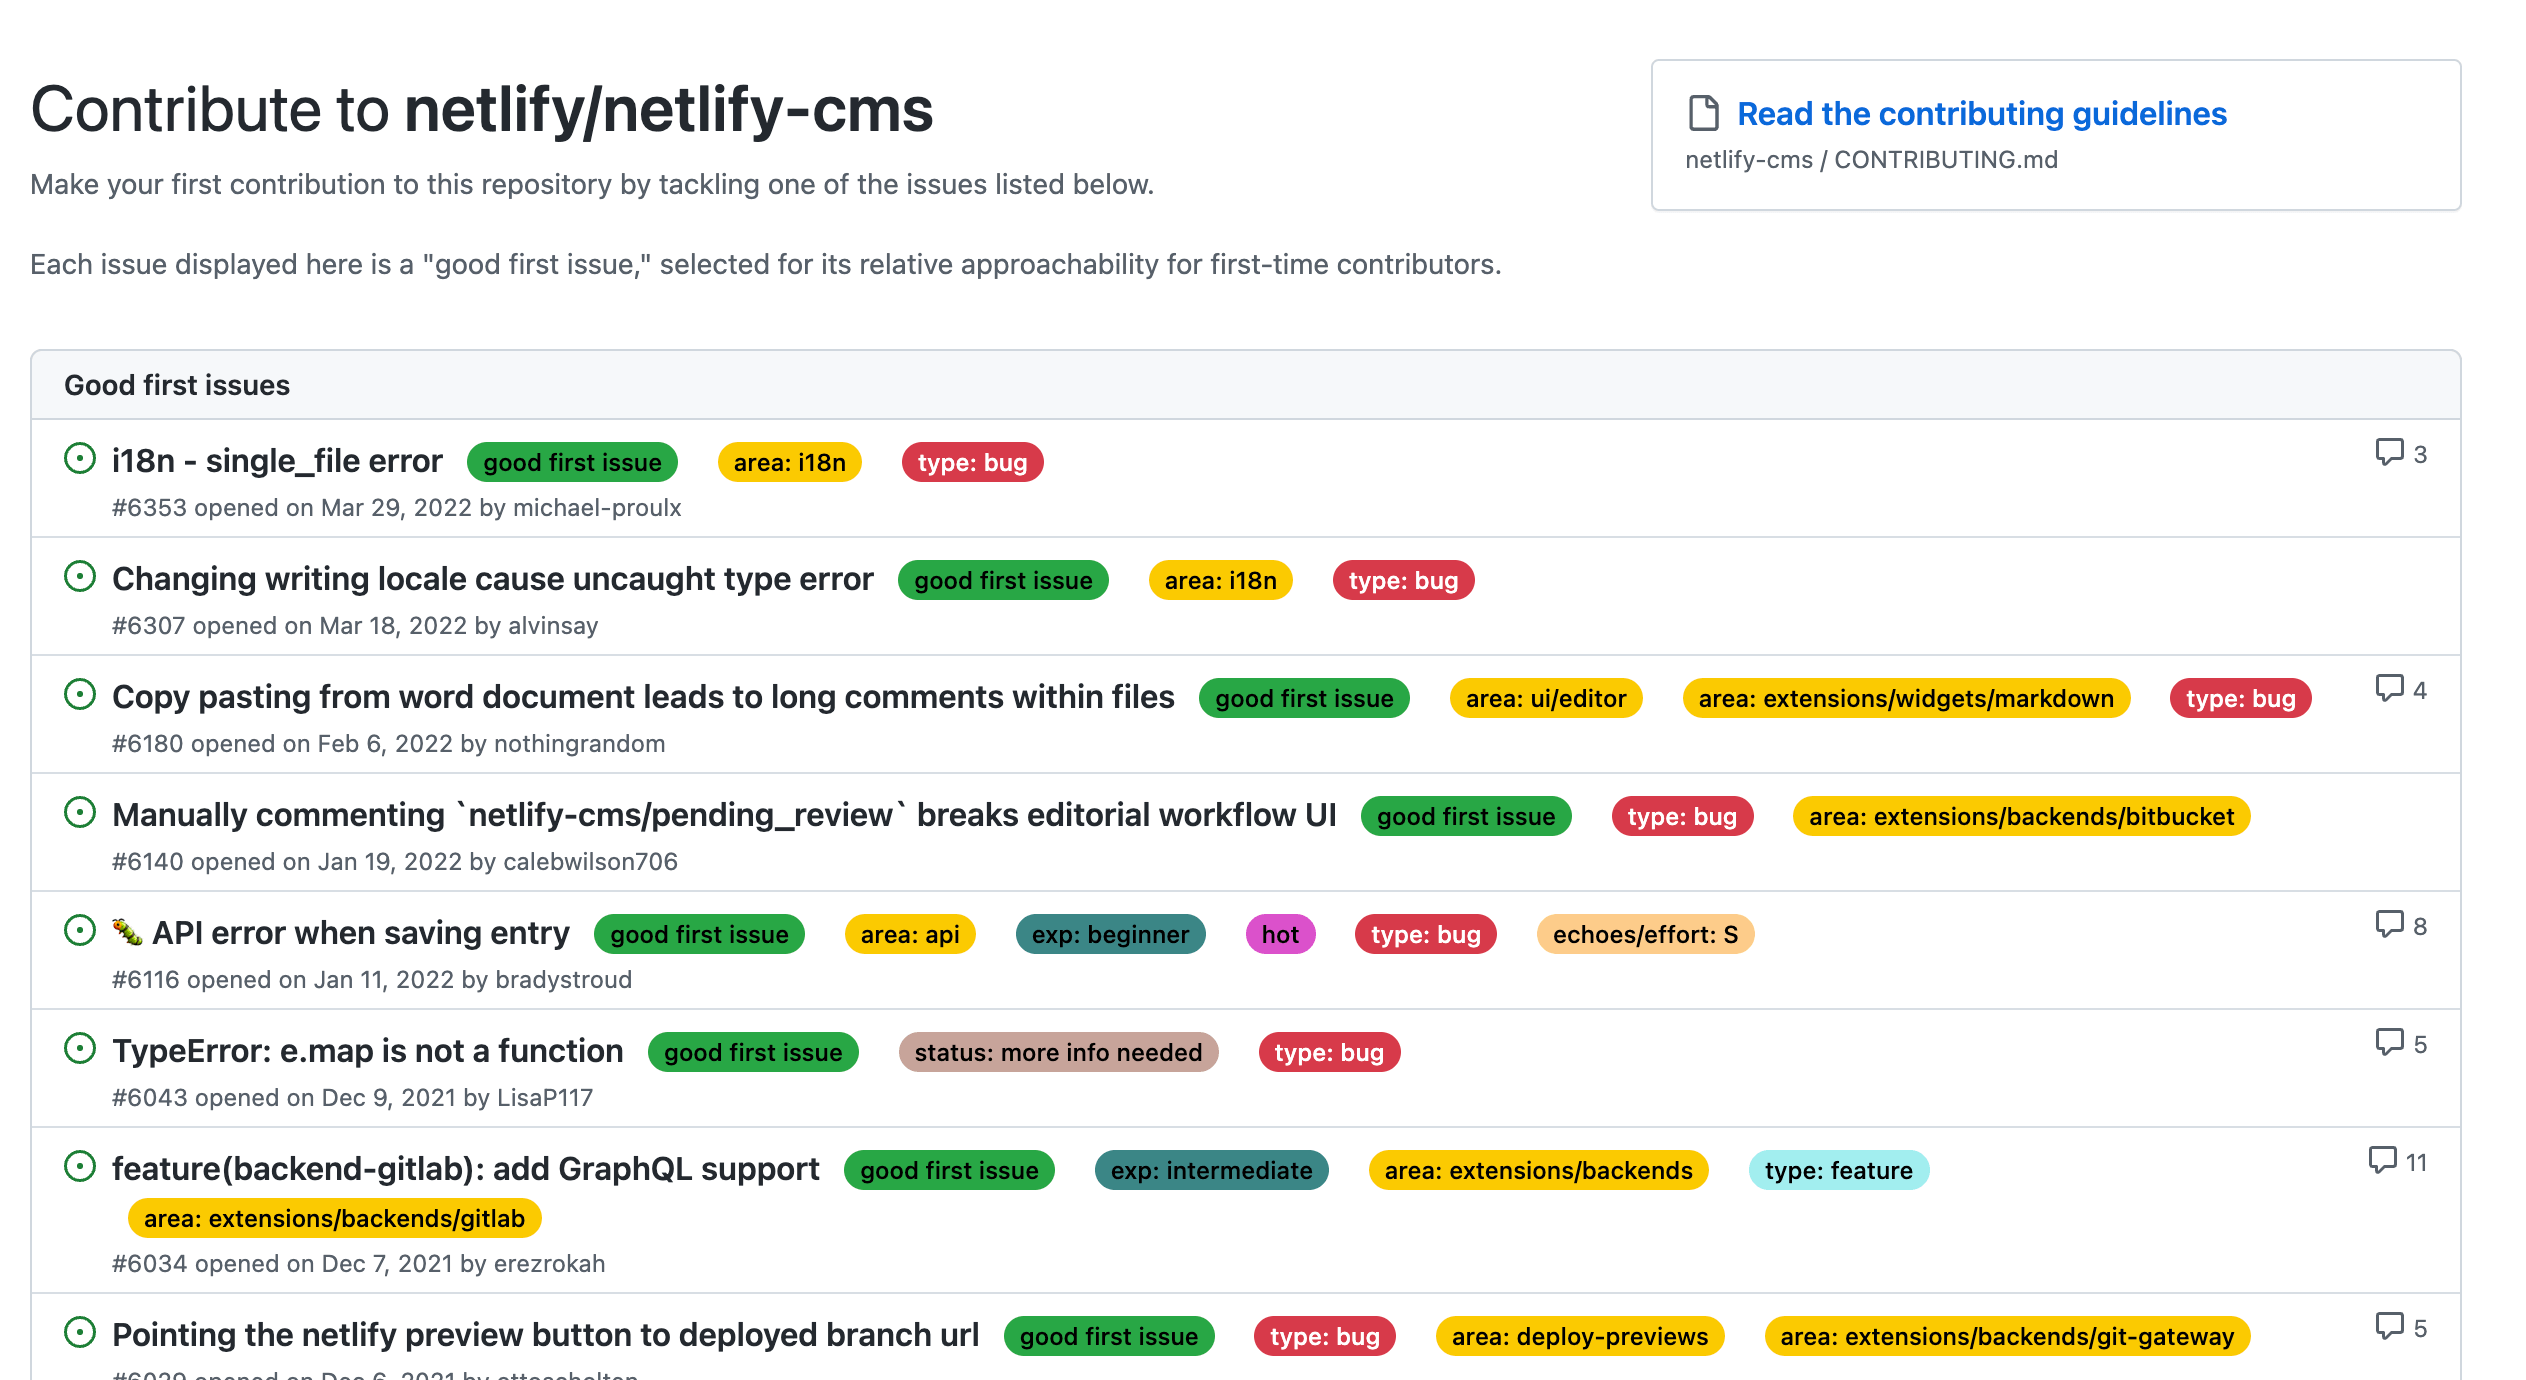 Contribute to netlify/netlify-cms
Make your first contribution to this repository by tackling one of the issues listed below.
Each issue displayed here is a "good first issue," selected for its relative approachability for first-time contributors.
Read the contributing guidelines
netlify-cms / CONTRIBUTING.md
Good first issues
i18n - single_file error good first issue area: i18n type: bug 3
#6353 opened on Mar 29, 2022 by michael-proulx
Changing writing locale cause uncaught type error good first issue area: i18n type: bug
#6307 opened on Mar 18, 2022 by alvinsay
Copy pasting from word document leads to long comments within files good first issue area: ui/editor area: extensions/widgets/markdown type: bug 4
#6180 opened on Feb 6, 2022 by nothingrandom
Manually commenting `netlify-cms/pending_review` breaks editorial workflow UI good first issue type: bug area: extensions/backends/bitbucket
#6140 opened on Jan 19, 2022 by calebwilson706
🐛 API error when saving entry good first issue area: api exp: beginner hot type: bug echoes/effort: S 8
#6116 opened on Jan 11, 2022 by bradystroud
TypeError: e.map is not a function good first issue status: more info needed type: bug 5
#6043 opened on Dec 9, 2021 by LisaP117
feature(backend-gitlab): add GraphQL support good first issue exp: intermediate area: extensions/backends type: feature 11
area: extensions/backends/gitlab
#6034 opened on Dec 7, 2021 by erezrokah
Pointing the netlify preview button to deployed branch url good first issue type: bug area: deploy-previews area: extensions/backends/git-gateway 5
opened on Dec 6, 2021 by